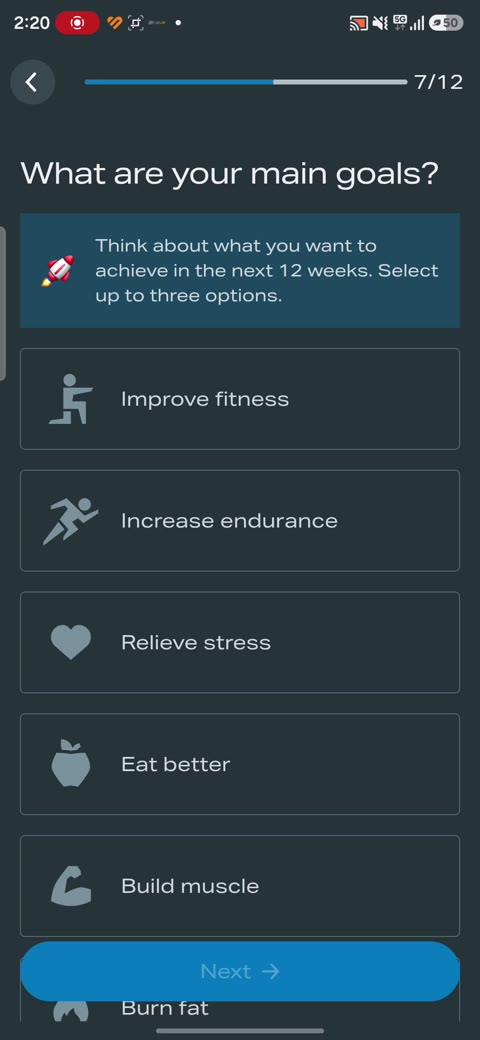 2:20
5G
50
7/12
What are your main goals?
Think about what you want to
achieve in the next 12 weeks. Select
up to three options.
Improve fitness
Increase endurance
Relieve stress
Eat better
Build muscle
Next →
Burn fat